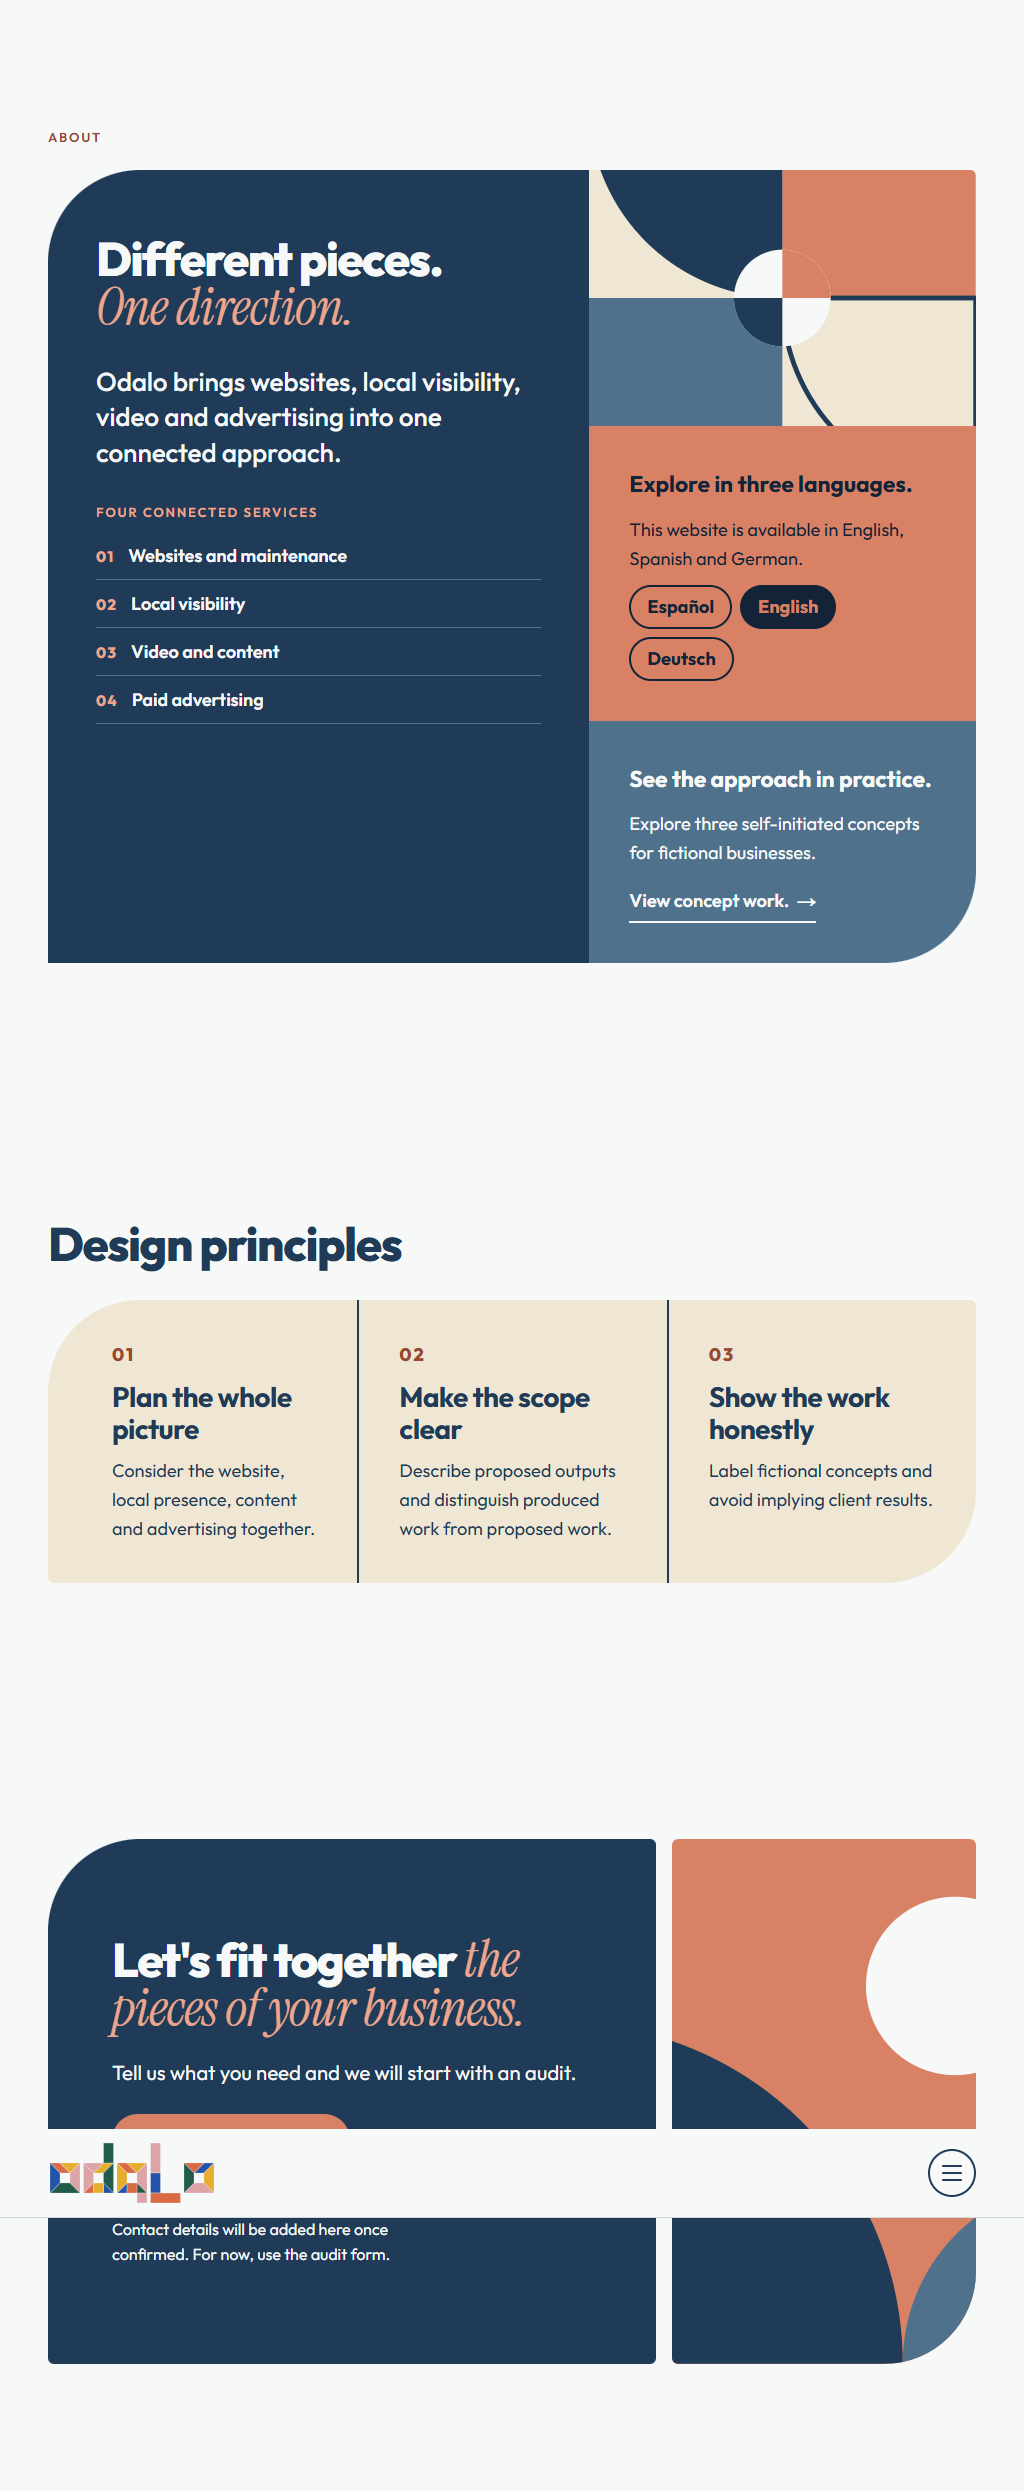 ABOUT
Different pieces.
One direction.
Odalo brings websites, local visibility,
video and advertising into one
connected approach.
FOUR CONNECTED SERVICES
01 Websites and maintenance
02 Local visibility
03 Video and content
04 Paid advertising
Explore in three languages.
This website is available in English,
Spanish and German.
Español English
Deutsch
See the approach in practice.
Explore three self-initiated concepts
for fictional businesses.
View concept work. →
Design principles
01
Plan the whole
picture
Consider the website,
local presence, content
and advertising together.
02
Make the scope
clear
Describe proposed outputs
and distinguish produced
work from proposed work.
03
Show the work
honestly
Label fictional concepts and
avoid implying client results.
Let's fit together the
pieces of your business.
Tell us what you need and we will start with an audit.
odalo
Contact details will be added here once
confirmed. For now, use the audit form.